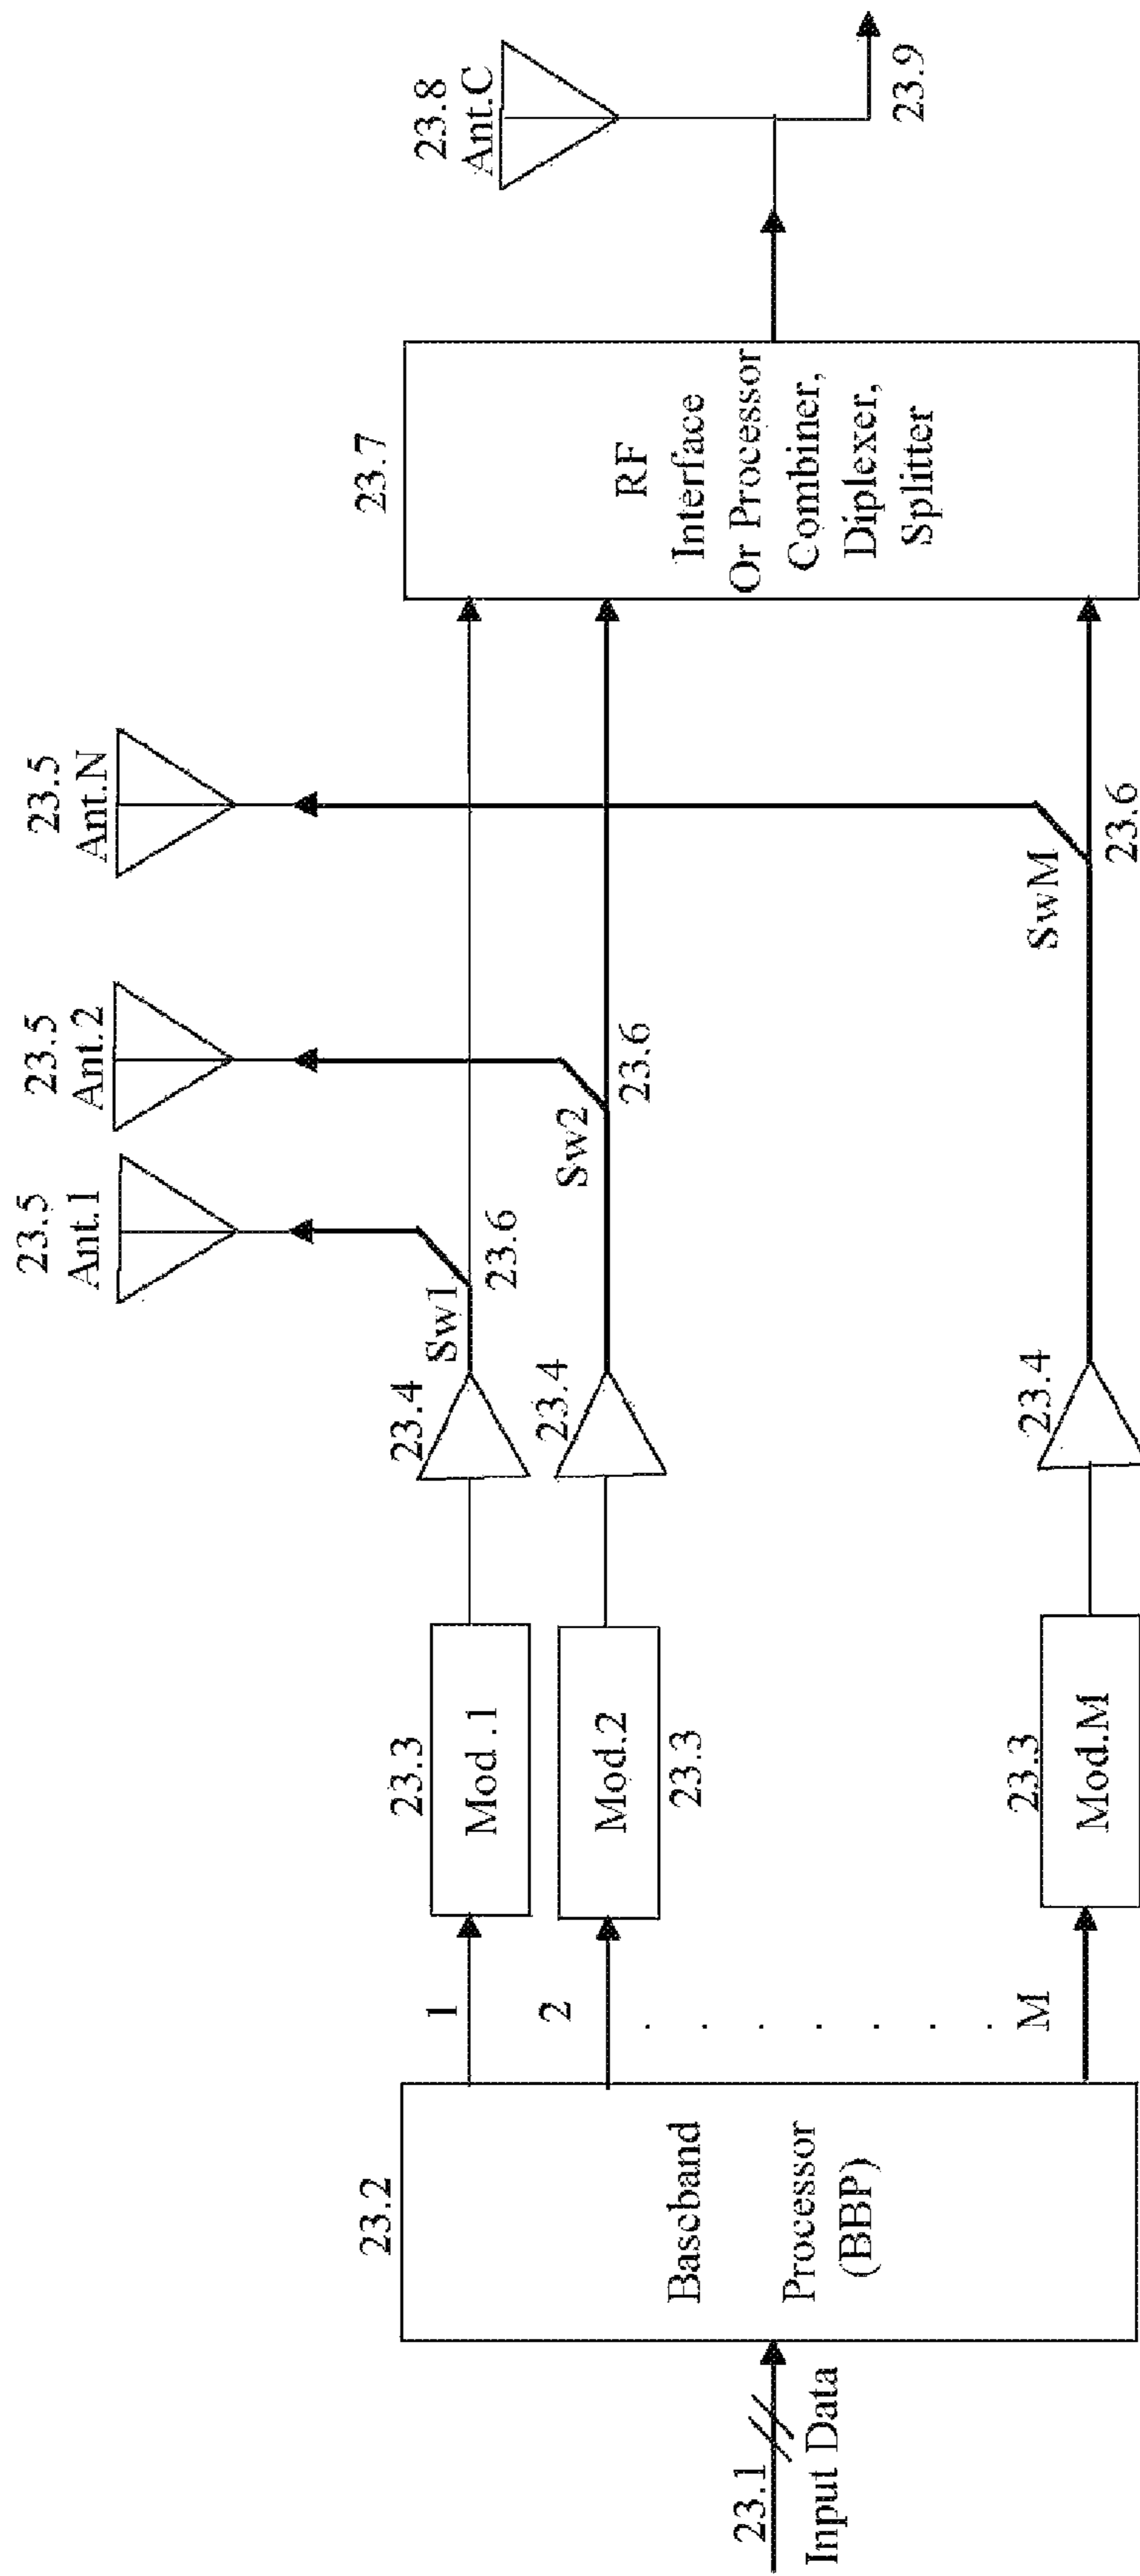 23.1
Input Data
23.2
Baseband
Processor
(BBP)
1
2
. . . . . . .
M
23.3
Mod.1
Mod.2
23.3
23.3
Mod.M
23.4
23.4
23.4
Sw1
23.6
Sw2
23.6
SwM
23.6
23.5
Ant.1
23.5
Ant.2
23.5
Ant.N
23.7
RF
Interface
Or Processor
Combiner,
Diplexer,
Splitter
23.8
Ant.C
23.9